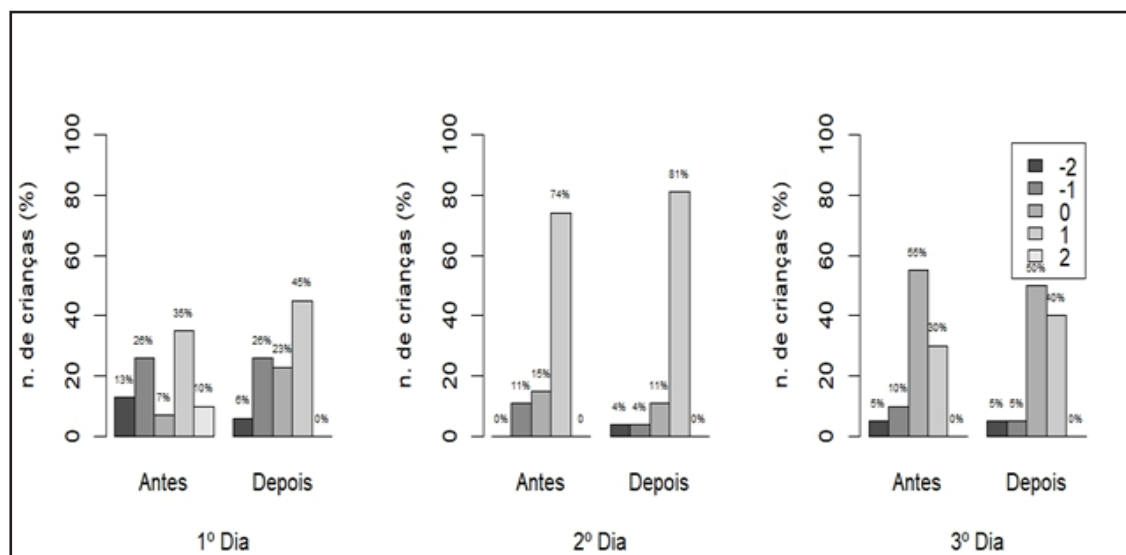 n. de crianças (%)
0 20 40 60 80 100
13% 26% 7% 35% 10%
6% 26% 23% 45% 0%
Antes Depois
1º Dia
n. de crianças (%)
0 20 40 60 80 100
0% 11% 15% 74% 0
4% 4% 11% 81% 0%
Antes Depois
2º Dia
n. de crianças (%)
0 20 40 60 80 100
5% 10% 55% 30% 0%
5% 5% 50% 40% 0%
-2
-1
0
1
2
Antes Depois
3º Dia